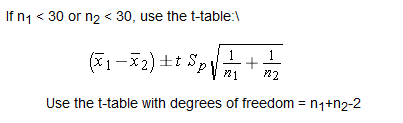 If n₁ < 30 or n₂ < 30, use the t-table:\
(x̄₁−x̄₂)±t Sₚ√(1/n₁ + 1/n₂)
Use the t-table with degrees of freedom = n₁+n₂-2